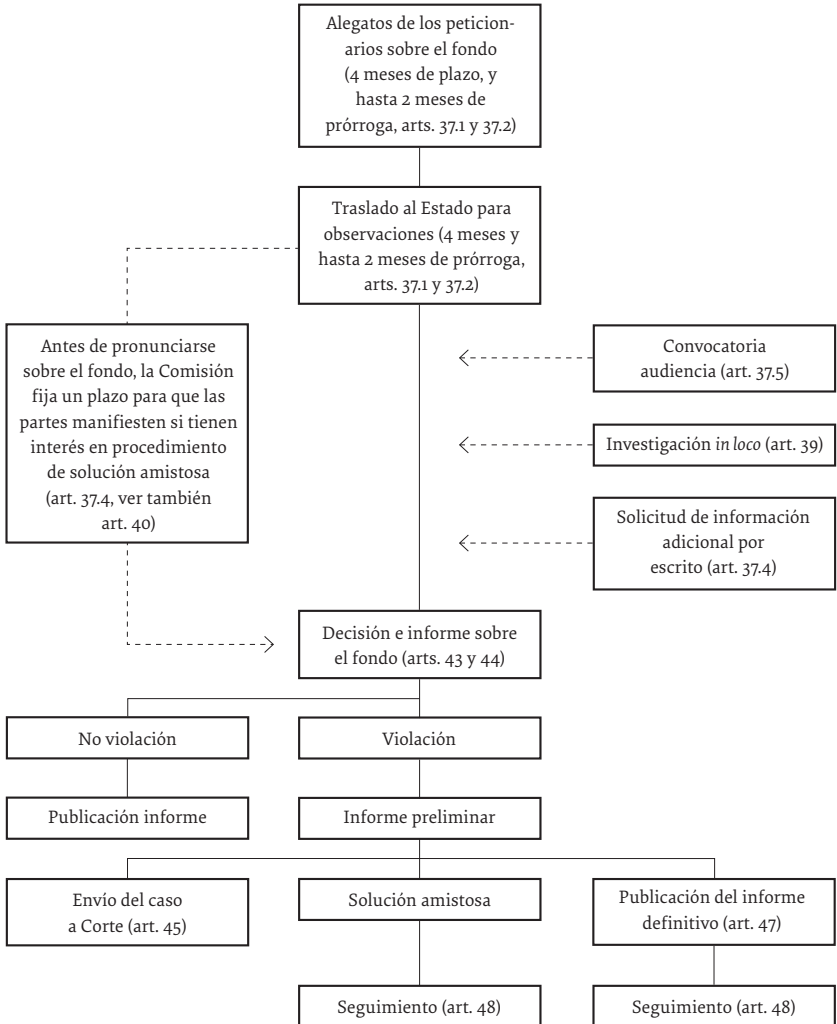 Alegatos de los peticion-
arios sobre el fondo
(4 meses de plazo, y
hasta 2 meses de
prórroga, arts. 37.1 y 37.2)
Traslado al Estado para
observaciones (4 meses y
hasta 2 meses de prórroga,
arts. 37.1 y 37.2)
Antes de pronunciarse
sobre el fondo, la Comisión
fija un plazo para que las
partes manifiesten si tienen
interés en procedimiento
de solución amistosa
(art. 37.4, ver también
art. 40)
Convocatoria
audiencia (art. 37.5)
Investigación in loco (art. 39)
Solicitud de información
adicional por
escrito (art. 37.4)
Decisión e informe sobre
el fondo (arts. 43 y 44)
No violación
Violación
Publicación informe
Informe preliminar
Envío del caso
a Corte (art. 45)
Solución amistosa
Publicación del informe
definitivo (art. 47)
Seguimiento (art. 48)
Seguimiento (art. 48)